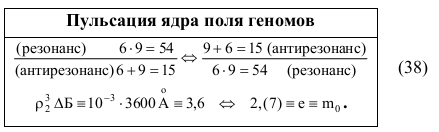 Пульсация ядра поля геномов
(резонанс) 6·9=54 ⇔ 9+6=15 (антирезонанс)
(антирезонанс) 6+9=15 6·9=54 (резонанс)
(38)
ρ₂³ ΔБ ≡ 10⁻³·3600 Å ≡ 3,6 ⇔ 2,(7) ≡ e ≡ m₀.